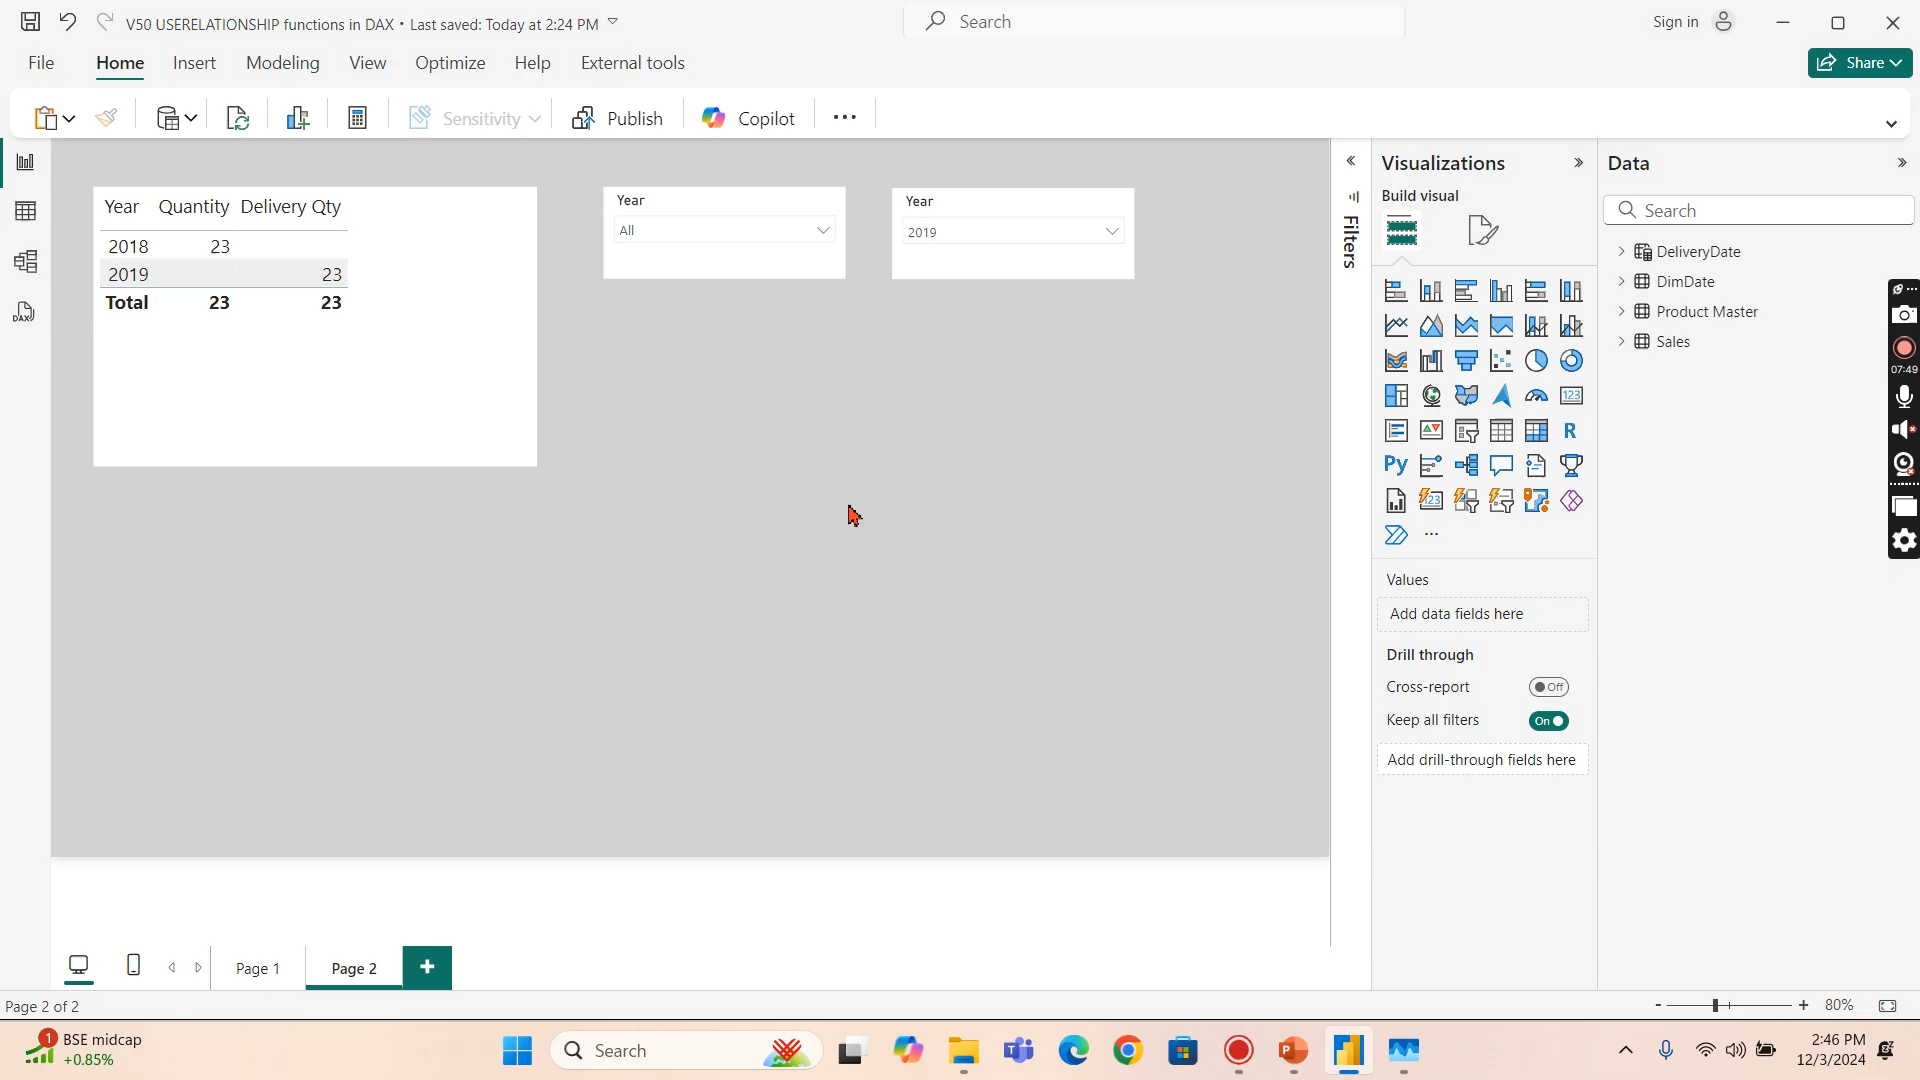 V50 USERELATIONSHIP functions in DAX • Last saved: Today at 2:24 PM
Search
Sign in
File Home Insert Modeling View Optimize Help External tools
Share
Sensitivity
Publish
Copilot
Year Quantity Delivery Qty
2018 23
2019 23
Total 23 23
Year
All
Year
2019
Filters
Visualizations
Build visual
123
R
Py
123
Values
Add data fields here
Drill through
Cross-report Off
Keep all filters On
Add drill-through fields here
Data
Search
DeliveryDate
DimDate
Product Master
Sales
07:49
DAX
Page 1
Page 2
Page 2 of 2
80%
1
BSE midcap
+0.85%
Search
2:46 PM
12/3/2024